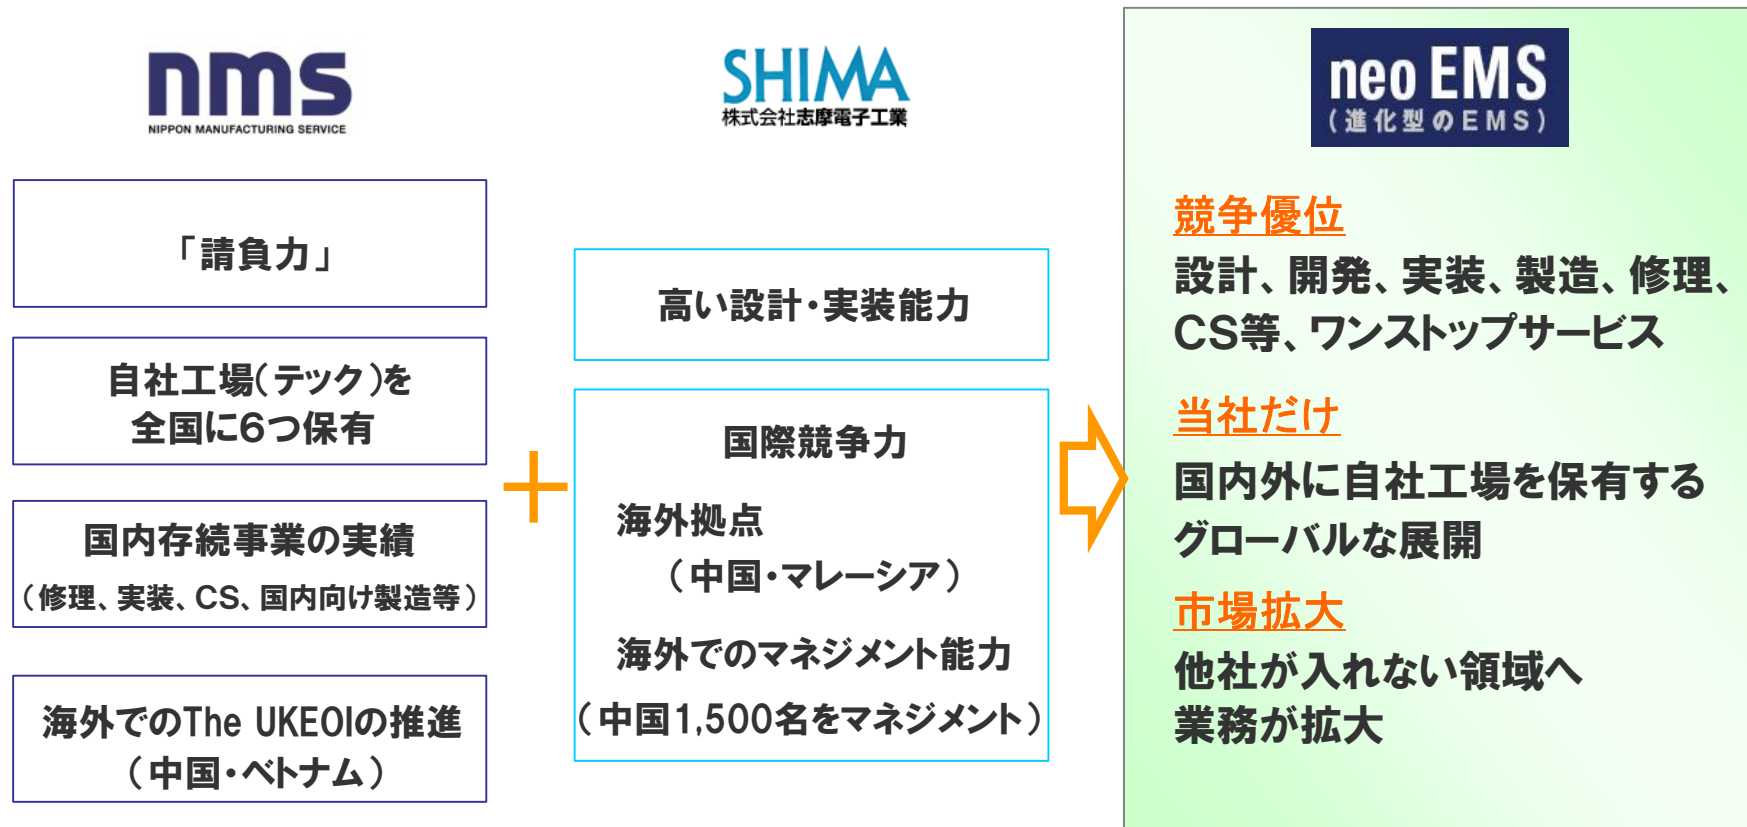 nms
NIPPON MANUFACTURING SERVICE
「請負力」
自社工場(テック)を
全国に6つ保有
国内存続事業の実績
(修理、実装、CS、国内向け製造等)
海外でのThe UKEOIの推進
(中国・ベトナム)
+
SHIMA
株式会社志摩電子工業
高い設計・実装能力
国際競争力
海外拠点
(中国・マレーシア)
海外でのマネジメント能力
(中国1,500名をマネジメント)
neo EMS
(進化型のEMS)
競争優位
設計、開発、実装、製造、修理、
CS等、ワンストップサービス
当社だけ
国内外に自社工場を保有する
グローバルな展開
市場拡大
他社が入れない領域へ
業務が拡大